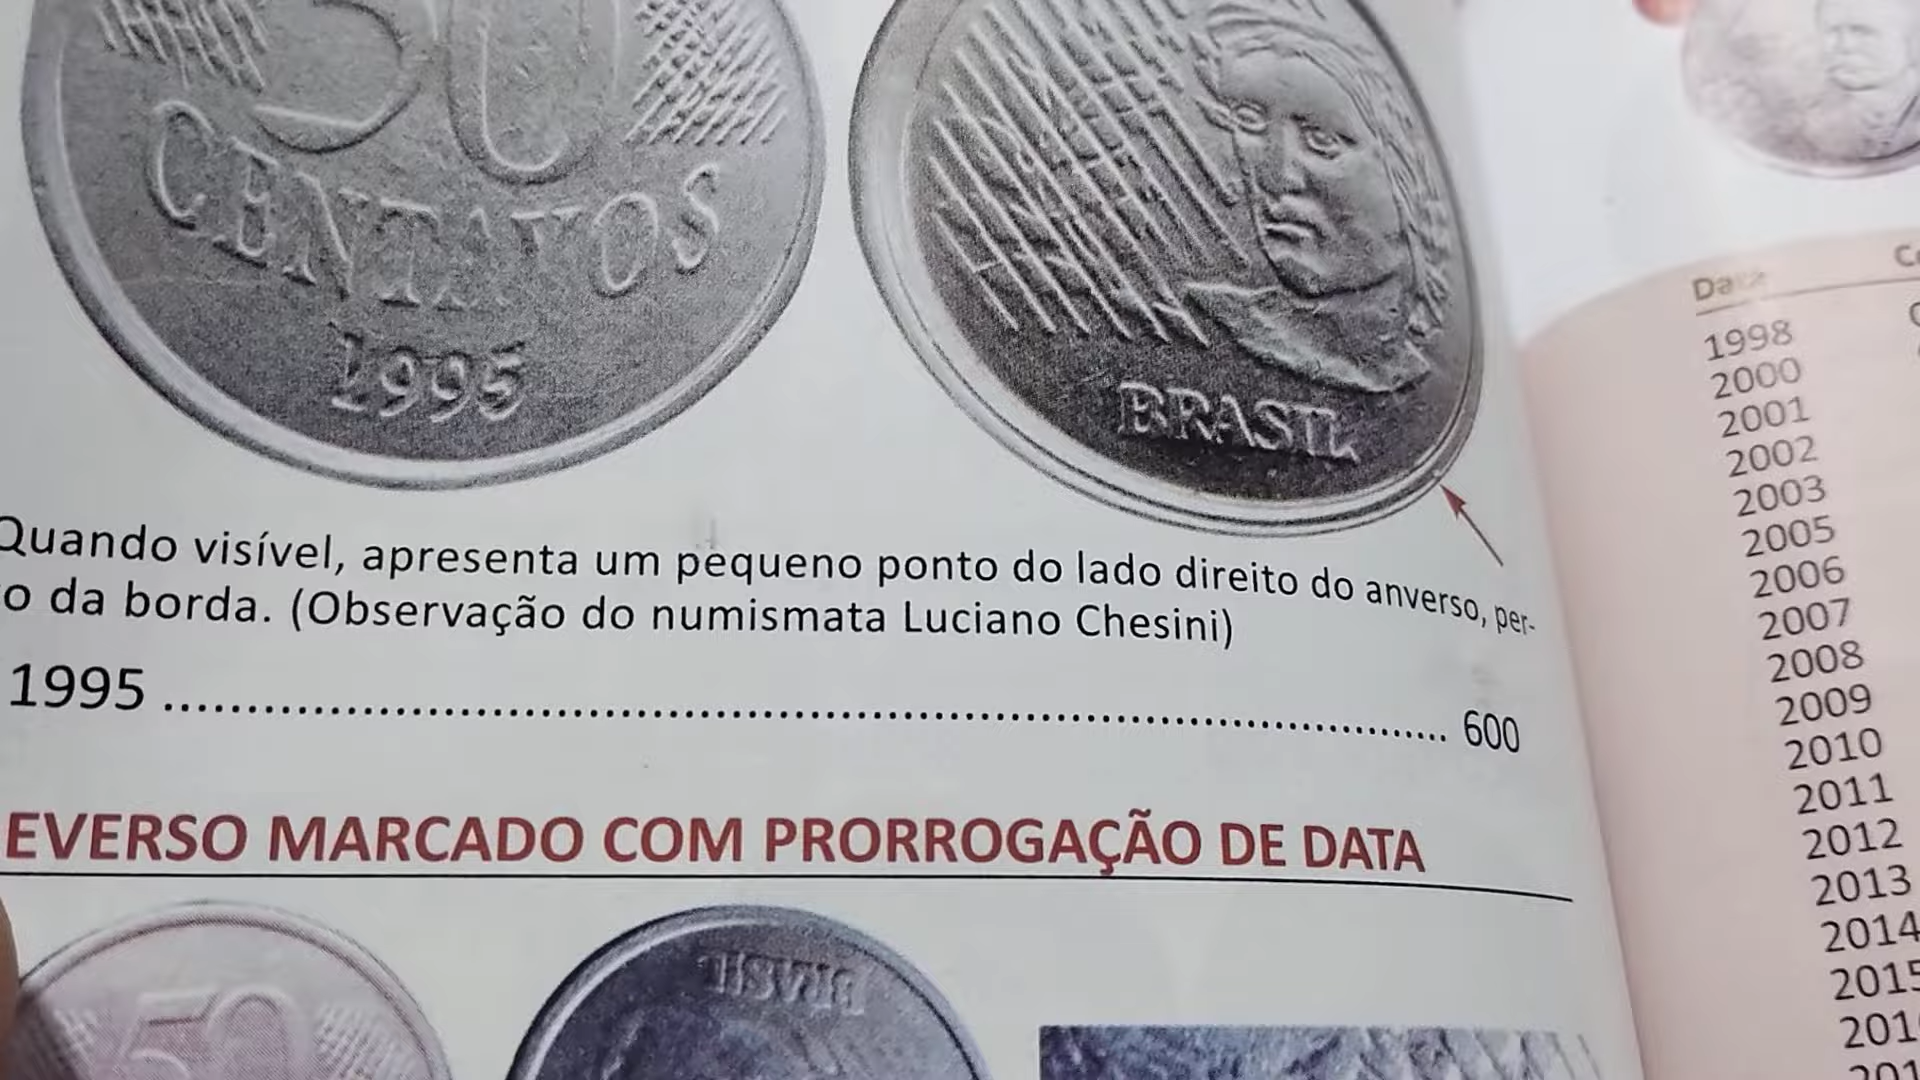 50
CENTAVOS
1995
BRASIL
Quando visível, apresenta um pequeno ponto do lado direito do anverso, per-
o da borda. (Observação do numismata Luciano Chesini)
1995 ........................................................................................ 600
EVERSO MARCADO COM PRORROGAÇÃO DE DATA
50
BRASIL
Data
1998
2000
2001
2002
2003
2005
2006
2007
2008
2009
2010
2011
2012
2013
2014
2015